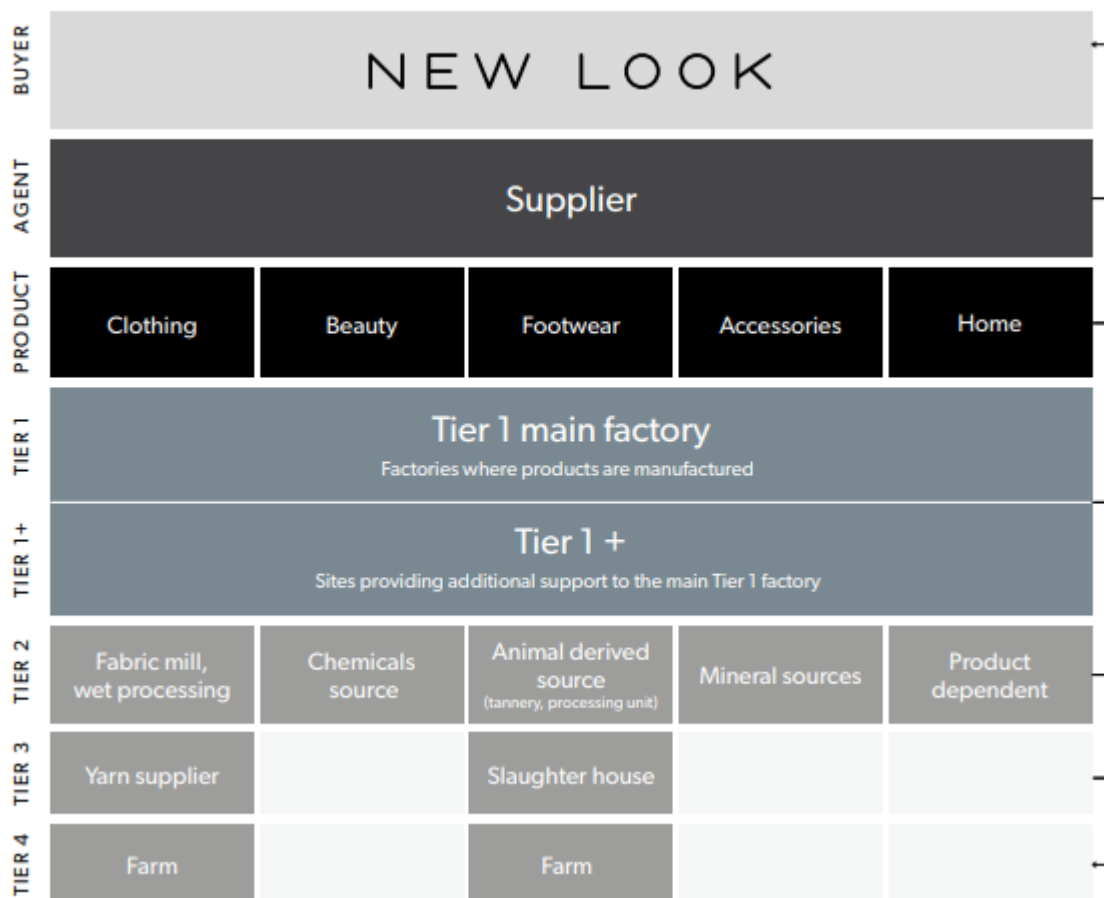 BUYER
NEW LOOK
AGENT
Supplier
PRODUCT
Clothing
Beauty
Footwear
Accessories
Home
TIER 1
Tier 1 main factory
Factories where products are manufactured
TIER 1+
Tier 1 +
Sites providing additional support to the main Tier 1 factory
TIER 2
Fabric mill,
wet processing
Chemicals
source
Animal derived
source
(tannery, processing unit)
Mineral sources
Product
dependent
TIER 3
Yarn supplier
Slaughter house
TIER 4
Farm
Farm